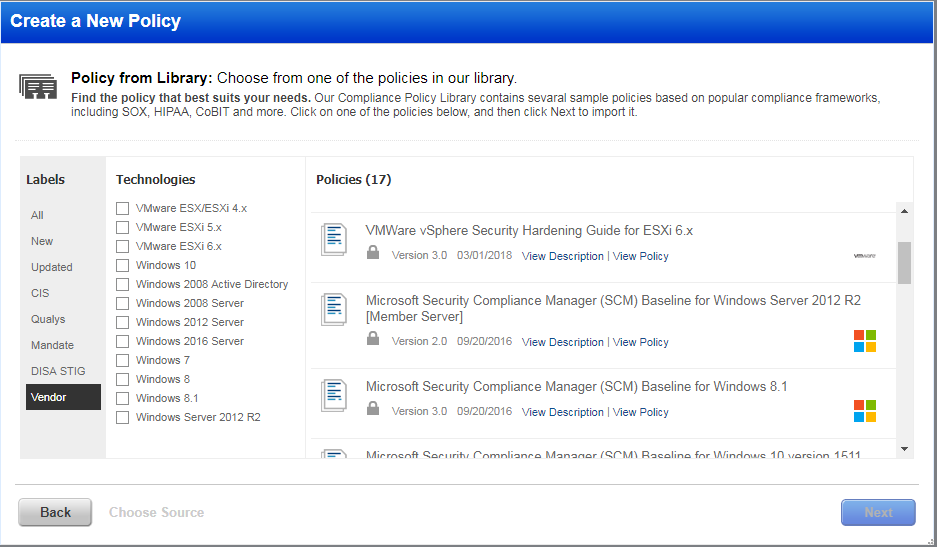 Create a New Policy
Policy from Library: Choose from one of the policies in our library.
Find the policy that best suits your needs. Our Compliance Policy Library contains sevaral sample policies based on popular compliance frameworks,
including SOX, HIPAA, CoBIT and more. Click on one of the policies below, and then click Next to import it.
Labels
All
New
Updated
CIS
Qualys
Mandate
DISA STIG
Vendor
Technologies
VMware ESX/ESXi 4.x
VMware ESXi 5.x
VMware ESXi 6.x
Windows 10
Windows 2008 Active Directory
Windows 2008 Server
Windows 2012 Server
Windows 2016 Server
Windows 7
Windows 8
Windows 8.1
Windows Server 2012 R2
Policies (17)
VMWare vSphere Security Hardening Guide for ESXi 6.x
Version 3.0 03/01/2018 View Description | View Policy
vmware
Microsoft Security Compliance Manager (SCM) Baseline for Windows Server 2012 R2
[Member Server]
Version 2.0 09/20/2016 View Description | View Policy
Microsoft Security Compliance Manager (SCM) Baseline for Windows 8.1
Version 3.0 09/20/2016 View Description | View Policy
Microsoft Security Compliance Manager (SCM) Baseline for Windows 10 version 1511
Back
Choose Source
Next